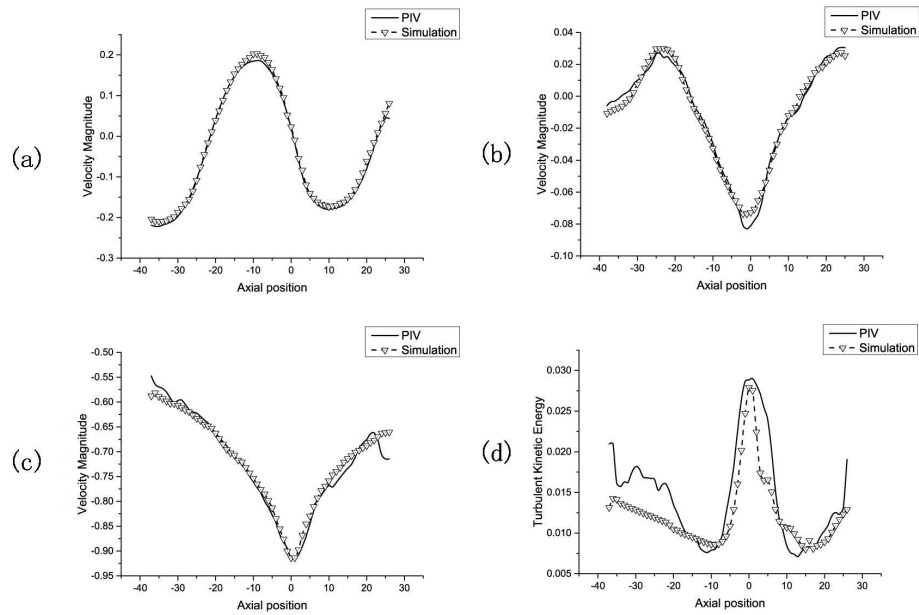 PIV
Simulation
0.2
0.1
0.0
-0.1
-0.2
-0.3
Velocity Magnitude
-40 -30 -20 -10 0 10 20 30
Axial position
(a)
PIV
Simulation
0.04
0.02
0.00
-0.02
-0.04
-0.06
-0.08
-0.10
Velocity Magnitude
-40 -30 -20 -10 0 10 20 30
Axial position
(b)
PIV
Simulation
-0.50
-0.55
-0.60
-0.65
-0.70
-0.75
-0.80
-0.85
-0.90
-0.95
Velocity Magnitude
-40 -30 -20 -10 0 10 20 30
Axial position
(c)
PIV
Simulation
0.030
0.025
0.020
0.015
0.010
0.005
Turbulent Kinetic Energy
-40 -30 -20 -10 0 10 20 30
Axial position
(d)